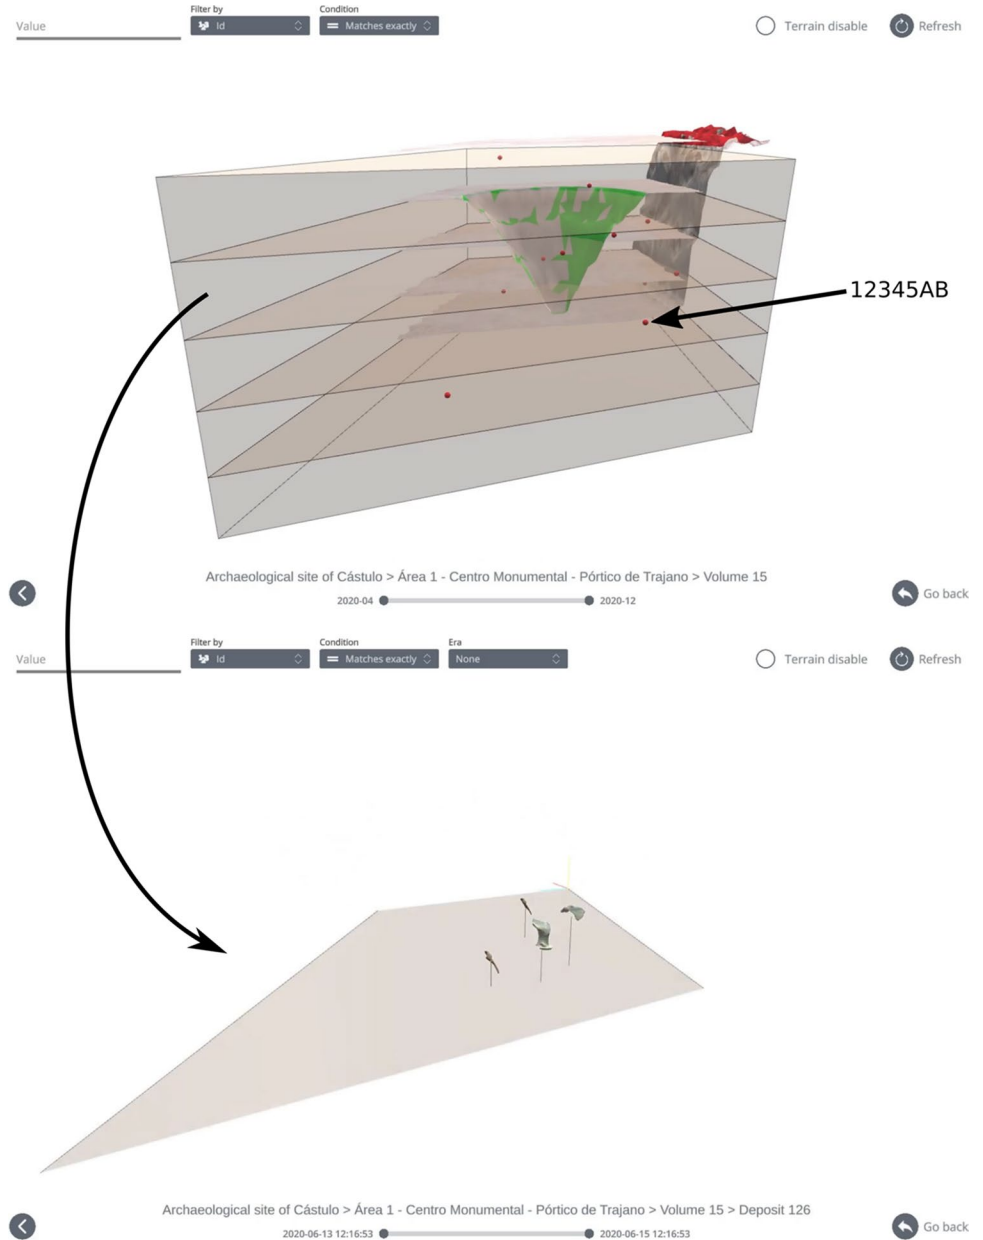 Filter by
Condition
Value
Id
Matches exactly
Terrain disable
Refresh
12345AB
Archaeological site of Cástulo > Área 1 - Centro Monumental - Pórtico de Trajano > Volume 15
2020-04
2020-12
Go back
Filter by
Condition
Era
Value
Id
Matches exactly
None
Terrain disable
Refresh
Archaeological site of Cástulo > Área 1 - Centro Monumental - Pórtico de Trajano > Volume 15 > Deposit 126
2020-06-13 12:16:53
2020-06-15 12:16:53
Go back